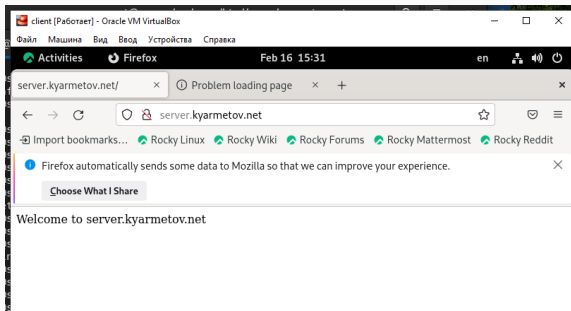 client [Работает] - Oracle VM VirtualBox
Файл Машина Вид Ввод Устройства Справка
Activities Firefox Feb 16 15:31 en
server.kyarmetov.net/ × Problem loading page × + ×
server.kyarmetov.net
Import bookmarks... Rocky Linux Rocky Wiki Rocky Forums Rocky Mattermost Rocky Reddit
Firefox automatically sends some data to Mozilla so that we can improve your experience.
Choose What I Share
Welcome to server.kyarmetov.net